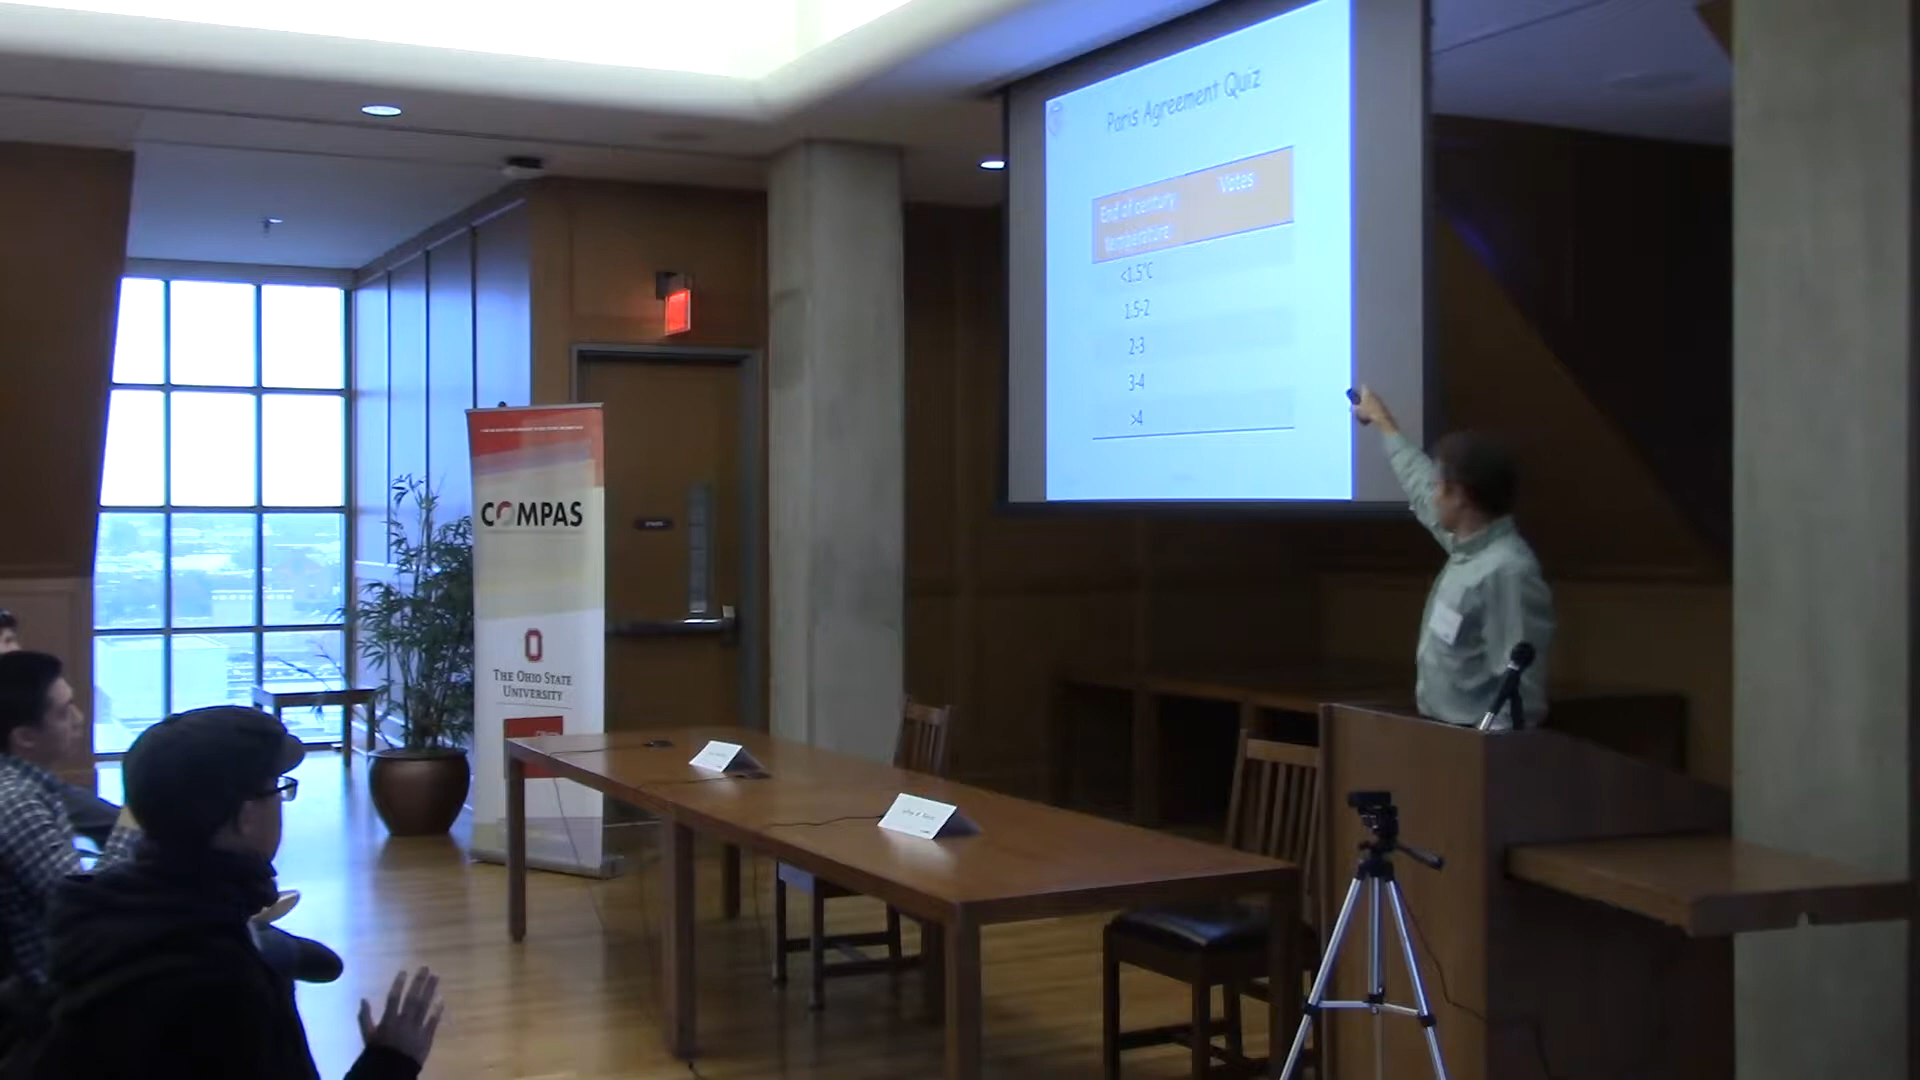 Paris Agreement Quiz
End of century
temperature
Votes
<1.5°C
1.5-2
2-3
3-4
>4
COMPAS
THE OHIO STATE
UNIVERSITY